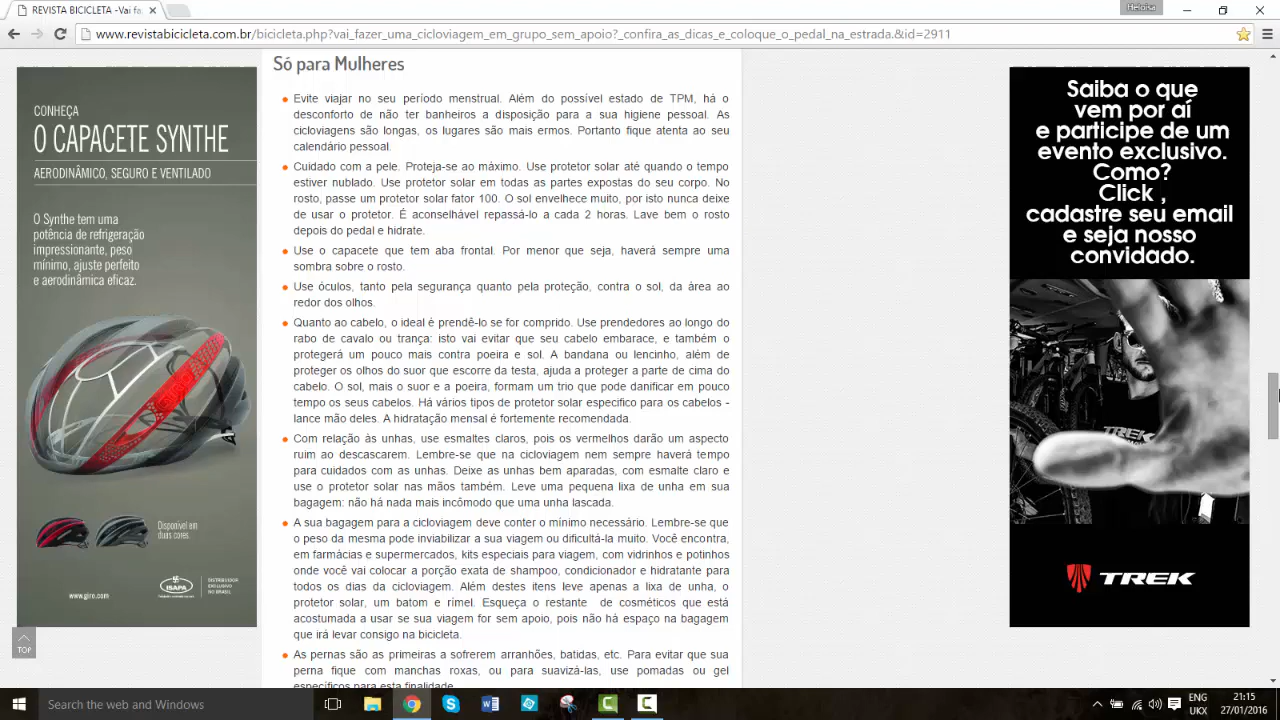 REVISTA BICICLETA -Vai fa
Heloisa
www.revistabicicleta.com.br/bicicleta.php?vai_fazer_uma_cicloviagem_em_grupo_sem_apoio?_confira_as_dicas_e_coloque_o_pedal_na_estrada.&id=2911
CONHEÇA
O CAPACETE SYNTHE
AERODINÂMICO, SEGURO E VENTILADO
O Synthe tem uma
potência de refrigeração
impressionante, peso
mínimo, ajuste perfeito
e aerodinâmica eficaz.
Disponível em
duas cores
www.giro.com
ISAPA
DISTRIBUIDOR
EXCLUSIVO
NO BRASIL
TOP
Só para Mulheres
Evite viajar no seu período menstrual. Além do possível estado de TPM, há o
desconforto de não ter banheiros a disposição para a sua higiene pessoal. As
cicloviagens são longas, os lugares são mais ermos. Portanto fique atenta ao seu
calendário pessoal.
Cuidado com a pele. Proteja-se ao máximo. Use protetor solar até quando o tempo
estiver nublado. Use protetor solar em todas as partes expostas do seu corpo. No
rosto, passe um protetor solar fator 100. O sol envelhece muito, por isto nunca deixe
de usar o protetor. É aconselhável repassá-lo a cada 2 horas. Lave bem o rosto
depois do pedal e hidrate.
Use o capacete que tem aba frontal. Por menor que seja, haverá sempre uma
sombra sobre o rosto.
Use óculos, tanto pela segurança quanto pela proteção, contra o sol, da área ao
redor dos olhos.
Quanto ao cabelo, o ideal é prendê-lo se for comprido. Use prendedores ao longo do
rabo de cavalo ou trança: isto vai evitar que seu cabelo embarace, e também o
protegerá um pouco mais contra poeira e sol. A bandana ou lencinho, além de
proteger os olhos do suor que escorre da testa, ajuda a proteger a parte de cima do
cabelo. O sol, mais o suor e a poeira, formam um trio que pode danificar em pouco
tempo os seus cabelos. Há vários tipos de protetor solar específico para os cabelos -
lance mão deles. A hidratação mensal é fortemente recomendada.
Com relação às unhas, use esmaltes claros, pois os vermelhos darão um aspecto
ruim ao descascarem. Lembre-se que na cicloviagem nem sempre haverá tempo
para cuidados com as unhas. Deixe as unhas bem aparadas, com esmalte claro e
use o protetor solar nas mãos também. Leve uma pequena lixa de unha em sua
bagagem: não há nada mais incômodo que uma unha lascada.
A sua bagagem para a cicloviagem deve conter o mínimo necessário. Lembre-se que
o peso da mesma pode inviabilizar a sua viagem ou dificultá-la muito. Você encontra,
em farmácias e supermercados, kits especiais para viagem, com vidrinhos e potinhos
onde você vai colocar a porção exata de shampoo, condicionador e hidratante para
todos os dias da cicloviagem. Além destes itens leve apenas a lixa de unha, o
protetor solar, um batom e rímel. Esqueça o restante de cosméticos que está
acostumada a usar se sua viagem for sem apoio, pois não há espaço na bagagem
que irá levar consigo na bicicleta.
As pernas são as primeiras a sofrerem arranhões, batidas, etc. Para evitar que sua
perna fique com manchas roxas, ou para suavizá-las, use pomadas ou gel
específicos para esta finalidade.
Saiba o que
vem por aí
e participe de um
evento exclusivo.
Como?
Click ,
cadastre seu email
e seja nosso
convidado.
TREK
TREK
Search the web and Windows
ENG
UKX
21:15
27/01/2016